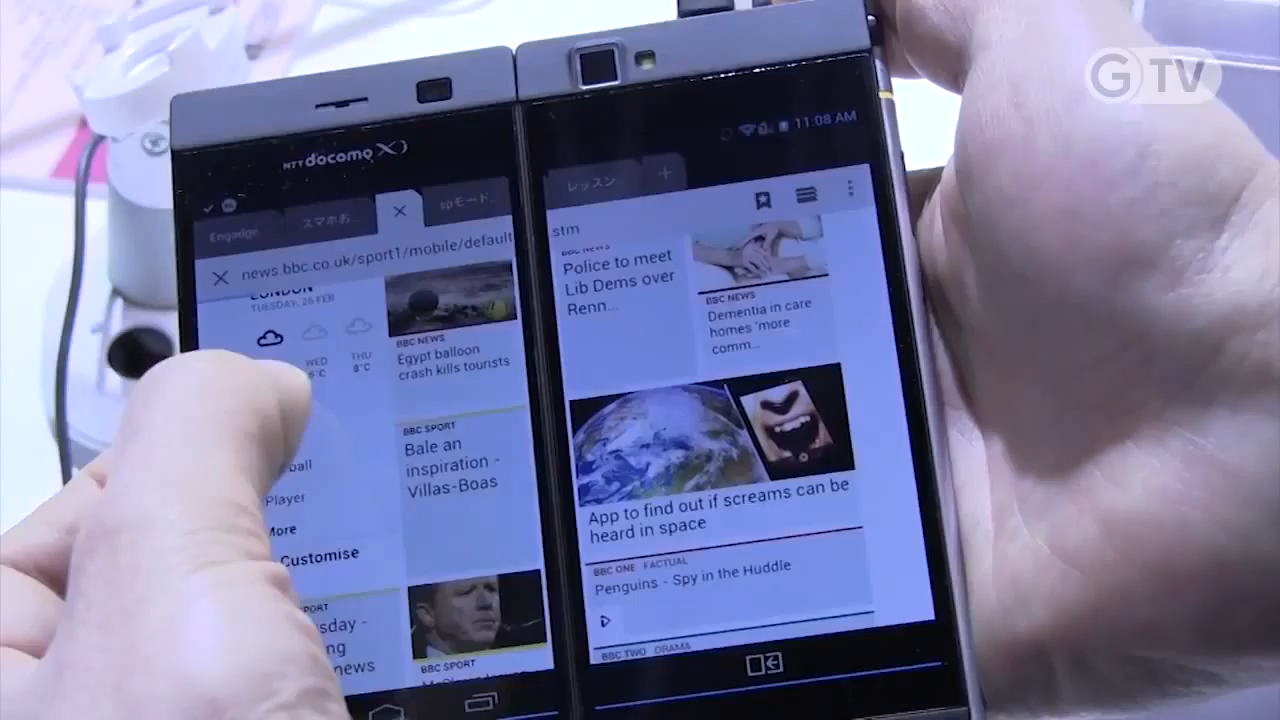 GTV
NTT docomo Xi
11:08 AM
Engadge..
スマホお..
spモード..
レッスン
news.bbc.co.uk/sport1/mobile/default
.stm
LONDON
TUESDAY, 26 FEB
WED
THU
8°C
BBC NEWS
Egypt balloon
crash kills tourists
BBC SPORT
Bale an
inspiration -
Villas-Boas
ball
Player
More
Customise
SPORT
sday -
news
BBC SPORT
BBC NEWS
Police to meet
Lib Dems over
Renn...
BBC NEWS
Dementia in care
homes 'more
comm...
App to find out if screams can be
heard in space
BBC ONE FACTUAL
Penguins - Spy in the Huddle
BBC TWO DRAMA